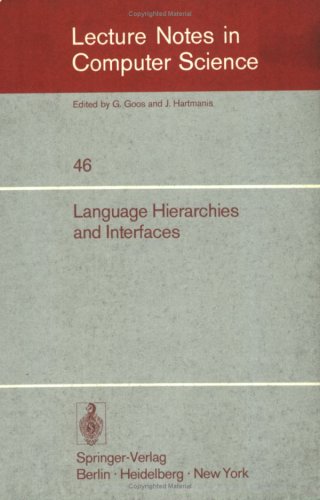 Lecture Notes in
Computer Science
Edited by G. Goos and J. Hartmanis
46
Language Hierarchies
and Interfaces
Springer-Verlag
Berlin · Heidelberg · New York